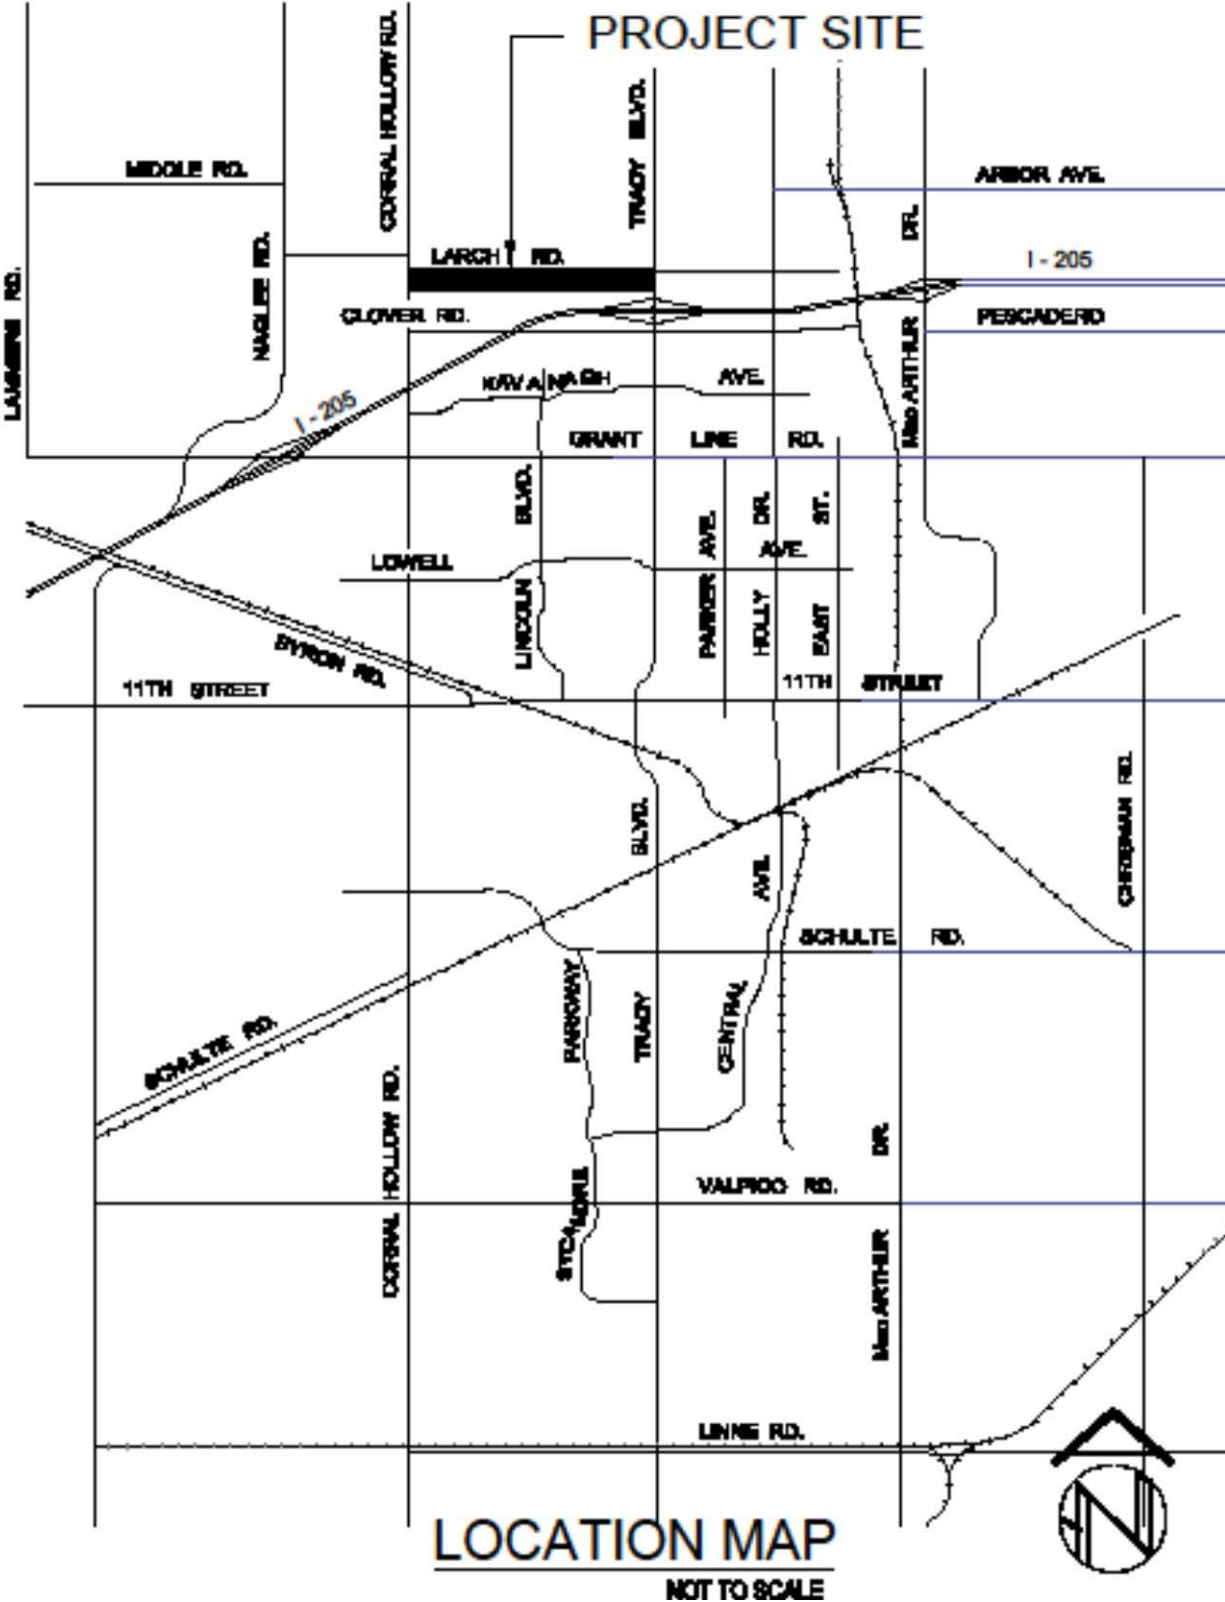 PROJECT SITE
CORRAL HOLLOW RD.
TRACY BLVD.
MIDDLE RD.
ARBOR AVE.
NAGLEE RD.
DR.
LARCH RD.
I - 205
LAMMERS RD.
CLOVER RD.
PESCADERO
MacARTHUR
KAVANAGH AVE.
I - 205
GRANT LINE RD.
BLVD.
DR.
ST.
PARKER AVE.
AVE.
LOWELL
LINCOLN
HOLLY
EAST
BYRON RD.
11TH STREET
11TH STREET
BLVD.
CHRISMAN RD.
AVE.
SCHULTE RD.
PARKWAY
TRACY
CENTRAL
SCHULTE RD.
CORRAL HOLLOW RD.
DR.
VALPICO RD.
SYCAMORE
MacARTHUR
LINNE RD.
N
LOCATION MAP
NOT TO SCALE